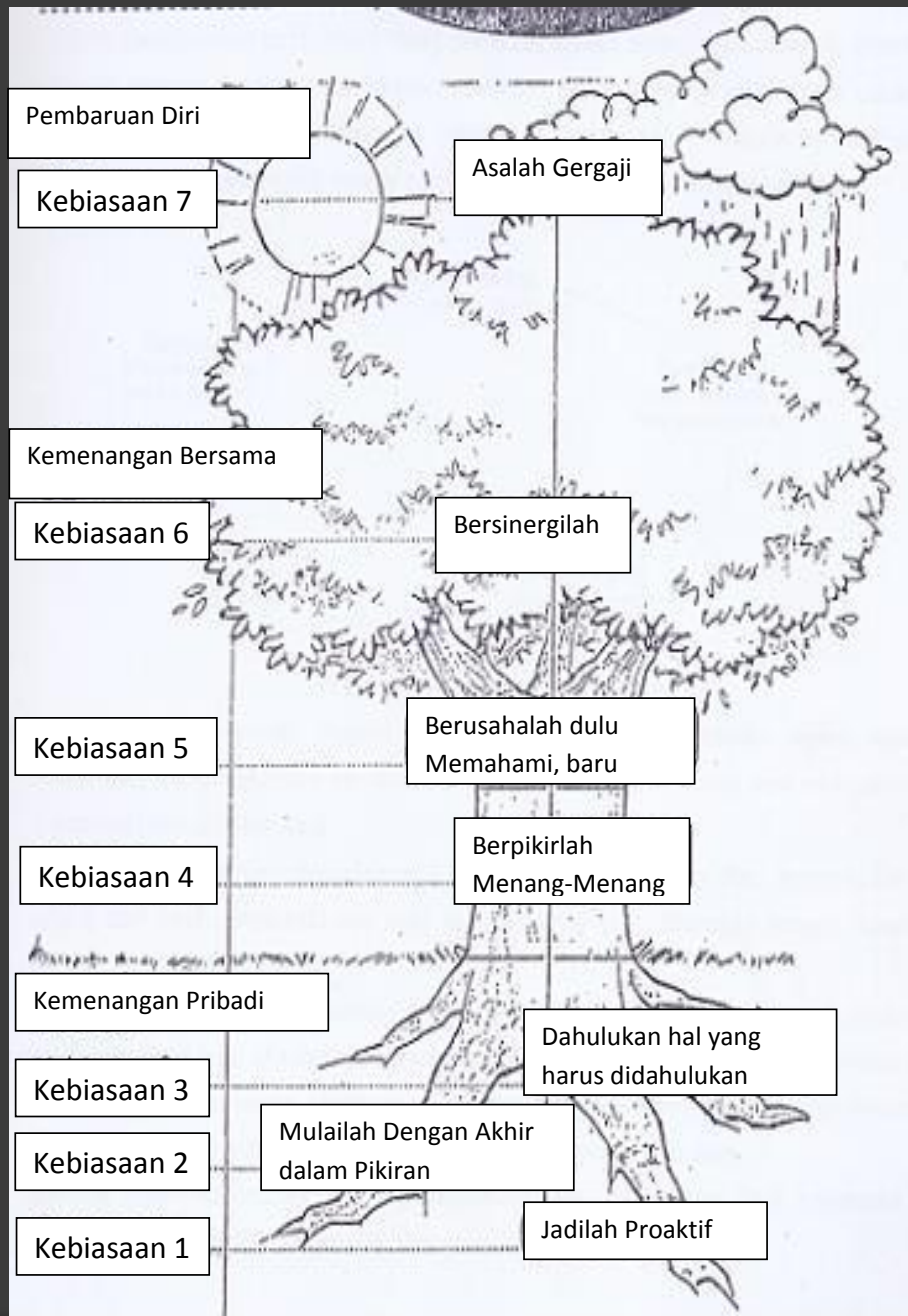 Pembaruan Diri
Asalah Gergaji
Kebiasaan 7
Kemenangan Bersama
Kebiasaan 6
Bersinergilah
Kebiasaan 5
Berusahalah dulu
Memahami, baru
Kebiasaan 4
Berpikirlah
Menang-Menang
Kemenangan Pribadi
Kebiasaan 3
Dahulukan hal yang
harus didahulukan
Kebiasaan 2
Mulailah Dengan Akhir
dalam Pikiran
Kebiasaan 1
Jadilah Proaktif